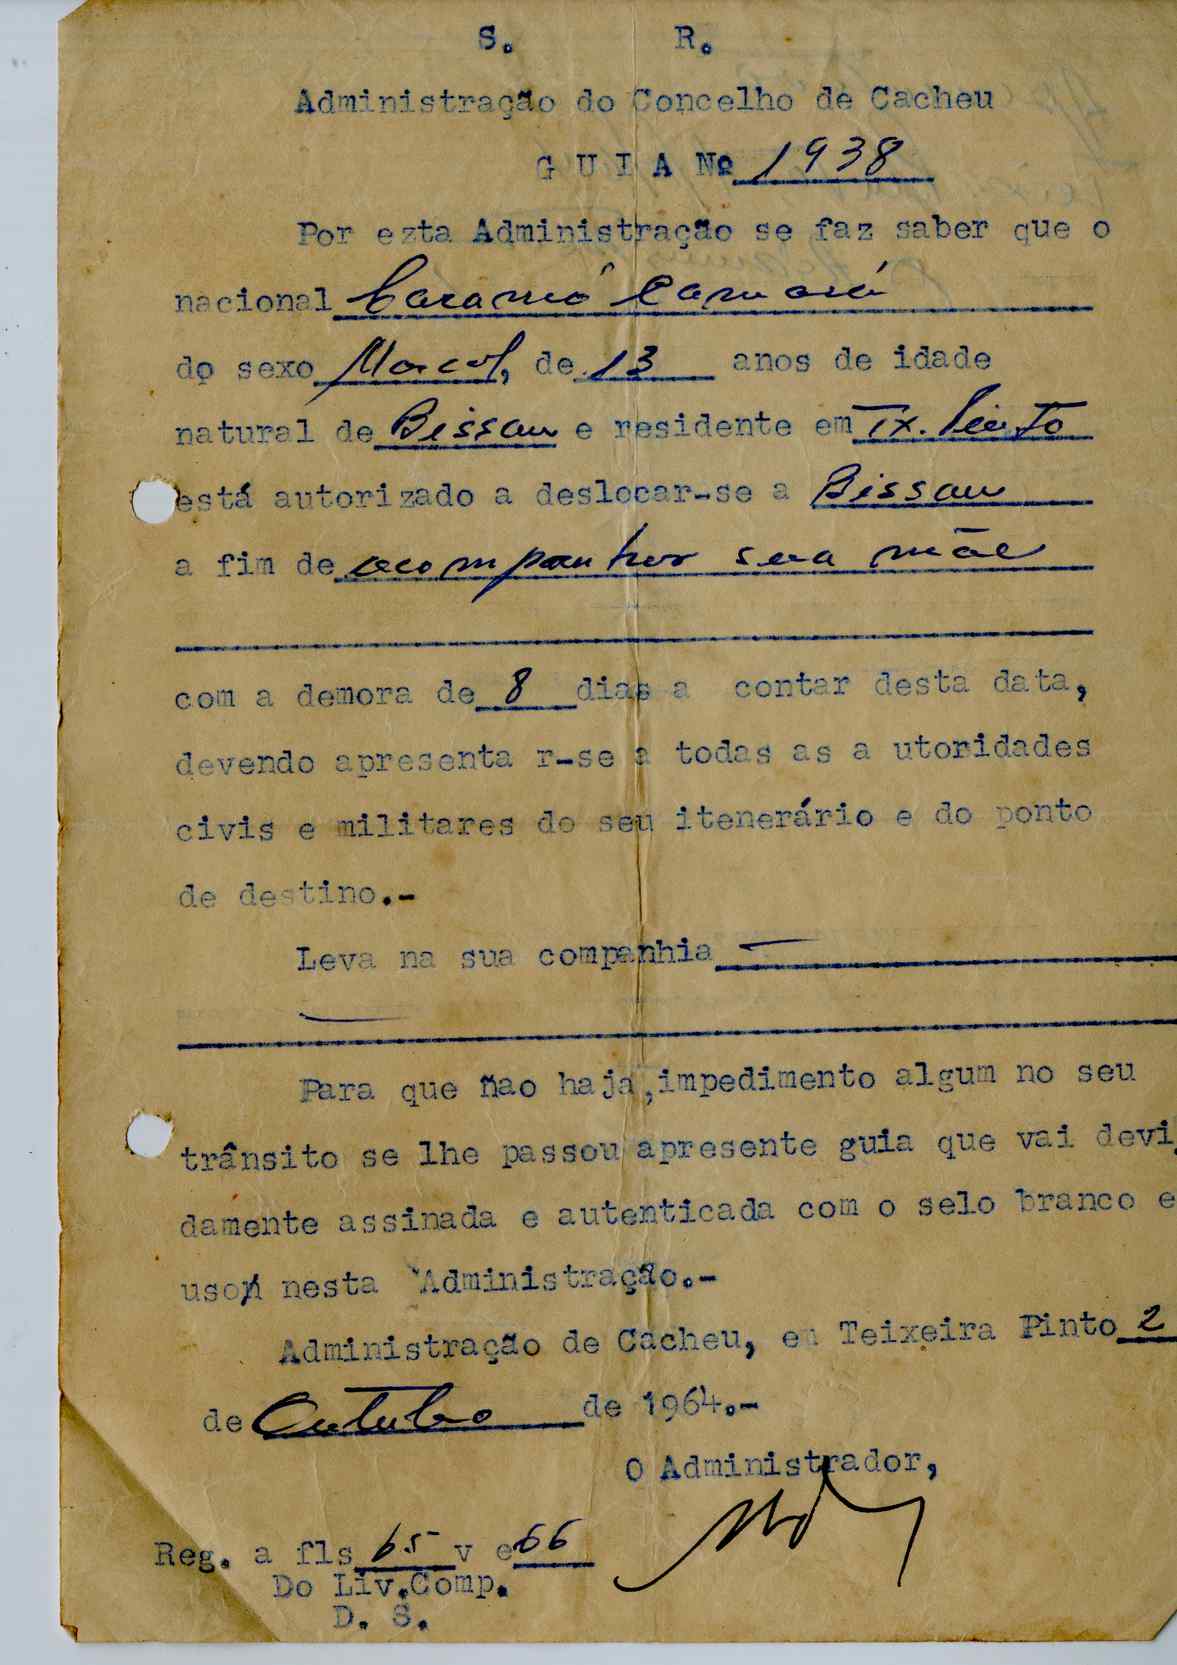 S. R.
Administração do Concelho de Cacheu
G U I A Nº 1938
Por ezta Administração se faz saber que o
nacional Caramó Camará
do sexo Mascul, de 13 anos de idade
natural de Bissau e residente em Tx. Pinto
está autorizado a deslocar-se a Bissau
a fim de acompanhar sua mãe
com a demora de 8 dias a contar desta data,
devendo apresenta r-se a todas as a utoridades
civis e militares do seu itenerário e do ponto
de destino.-
Leva na sua companhia —
—
Para que ñao haja,impedimento algum no seu
trânsito se lhe passou apresente guia que vai devi
damente assinada e autenticada com o selo branco e
uson nesta Administração.-
Administração de Cacheu, em Teixeira Pinto 2
de Outubro de 1964.-
O Administrador,
Reg. a fls 65 v e 66
Do Liv.Comp.
D. S.